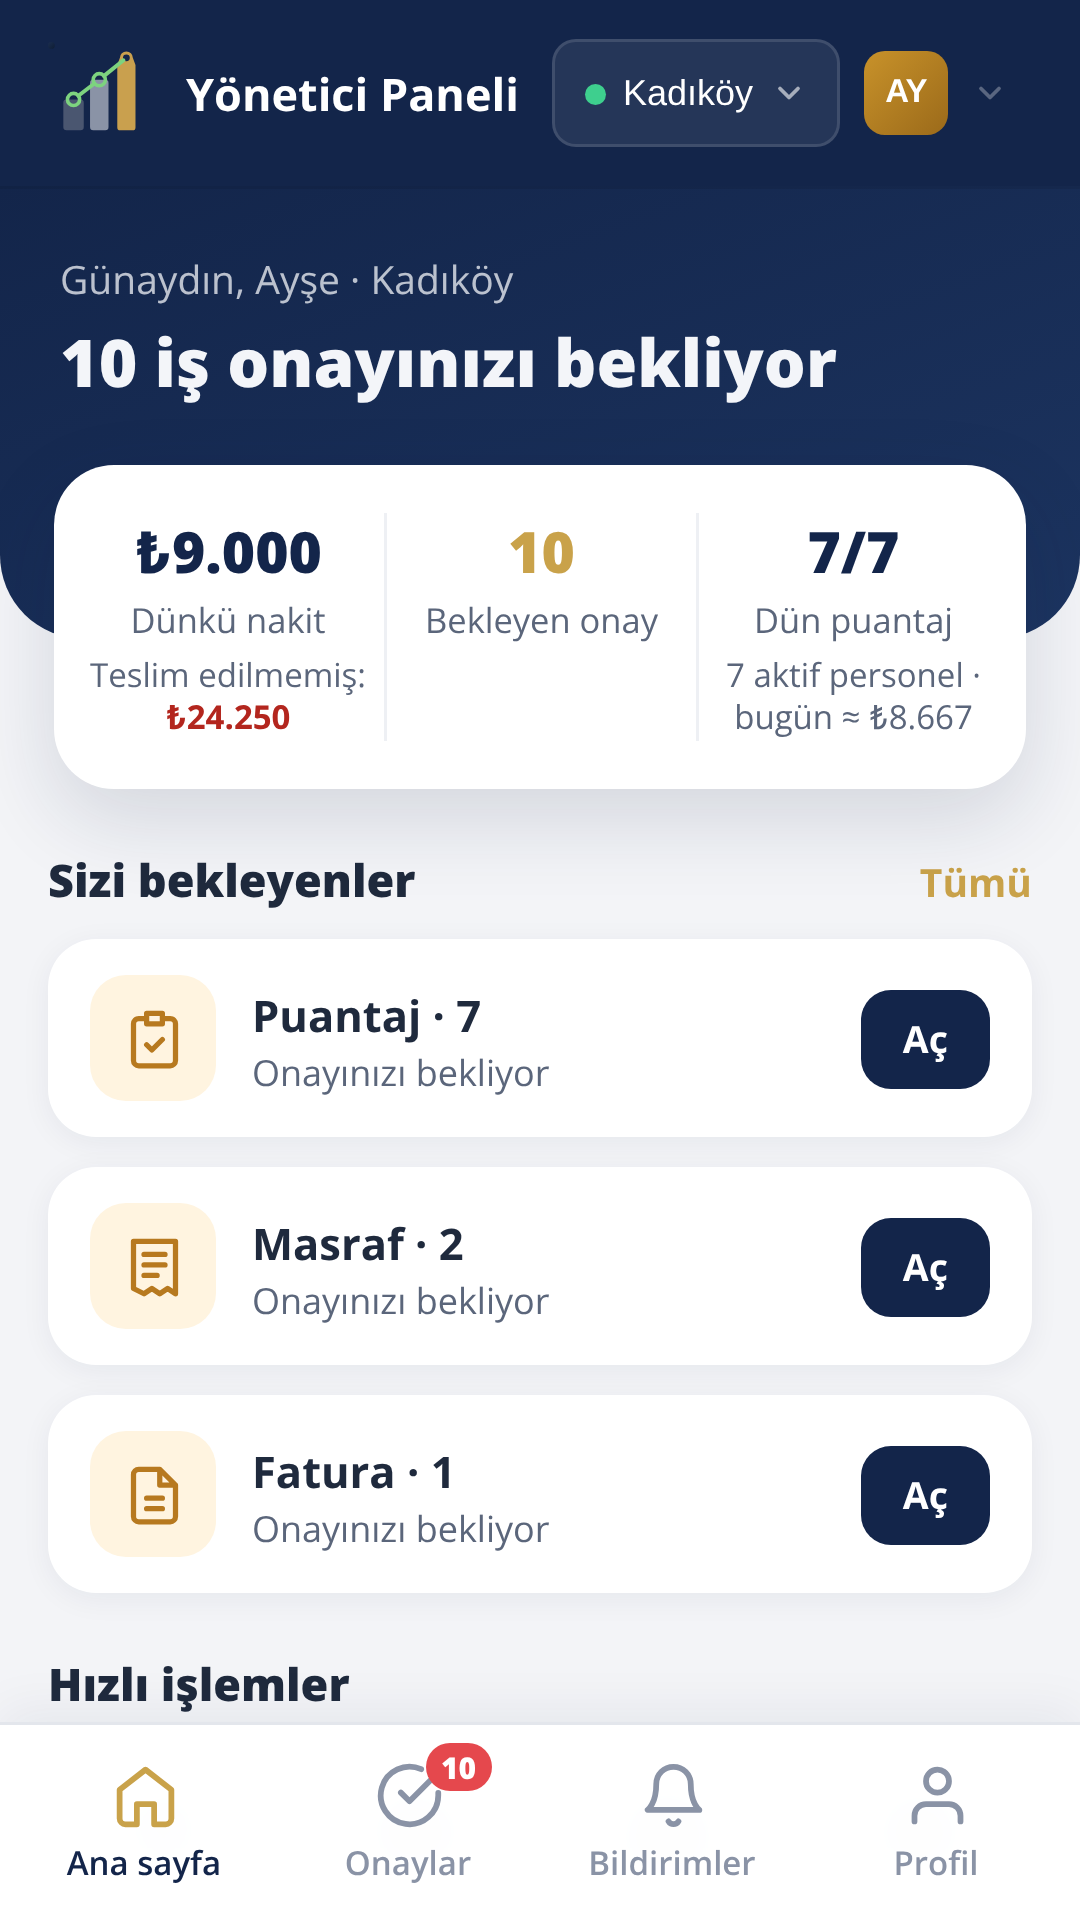 Yönetici Paneli
Kadıköy
AY
Günaydın, Ayşe · Kadıköy
10 iş onayınızı bekliyor
₺9.000
Dünkü nakit
Teslim edilmemiş:
₺24.250
10
Bekleyen onay
7/7
Dün puantaj
7 aktif personel ·
bugün ≈ ₺8.667
Sizi bekleyenler
Tümü
Puantaj · 7
Onayınızı bekliyor
Aç
Masraf · 2
Onayınızı bekliyor
Aç
Fatura · 1
Onayınızı bekliyor
Aç
Hızlı işlemler
10
Ana sayfa
Onaylar
Bildirimler
Profil